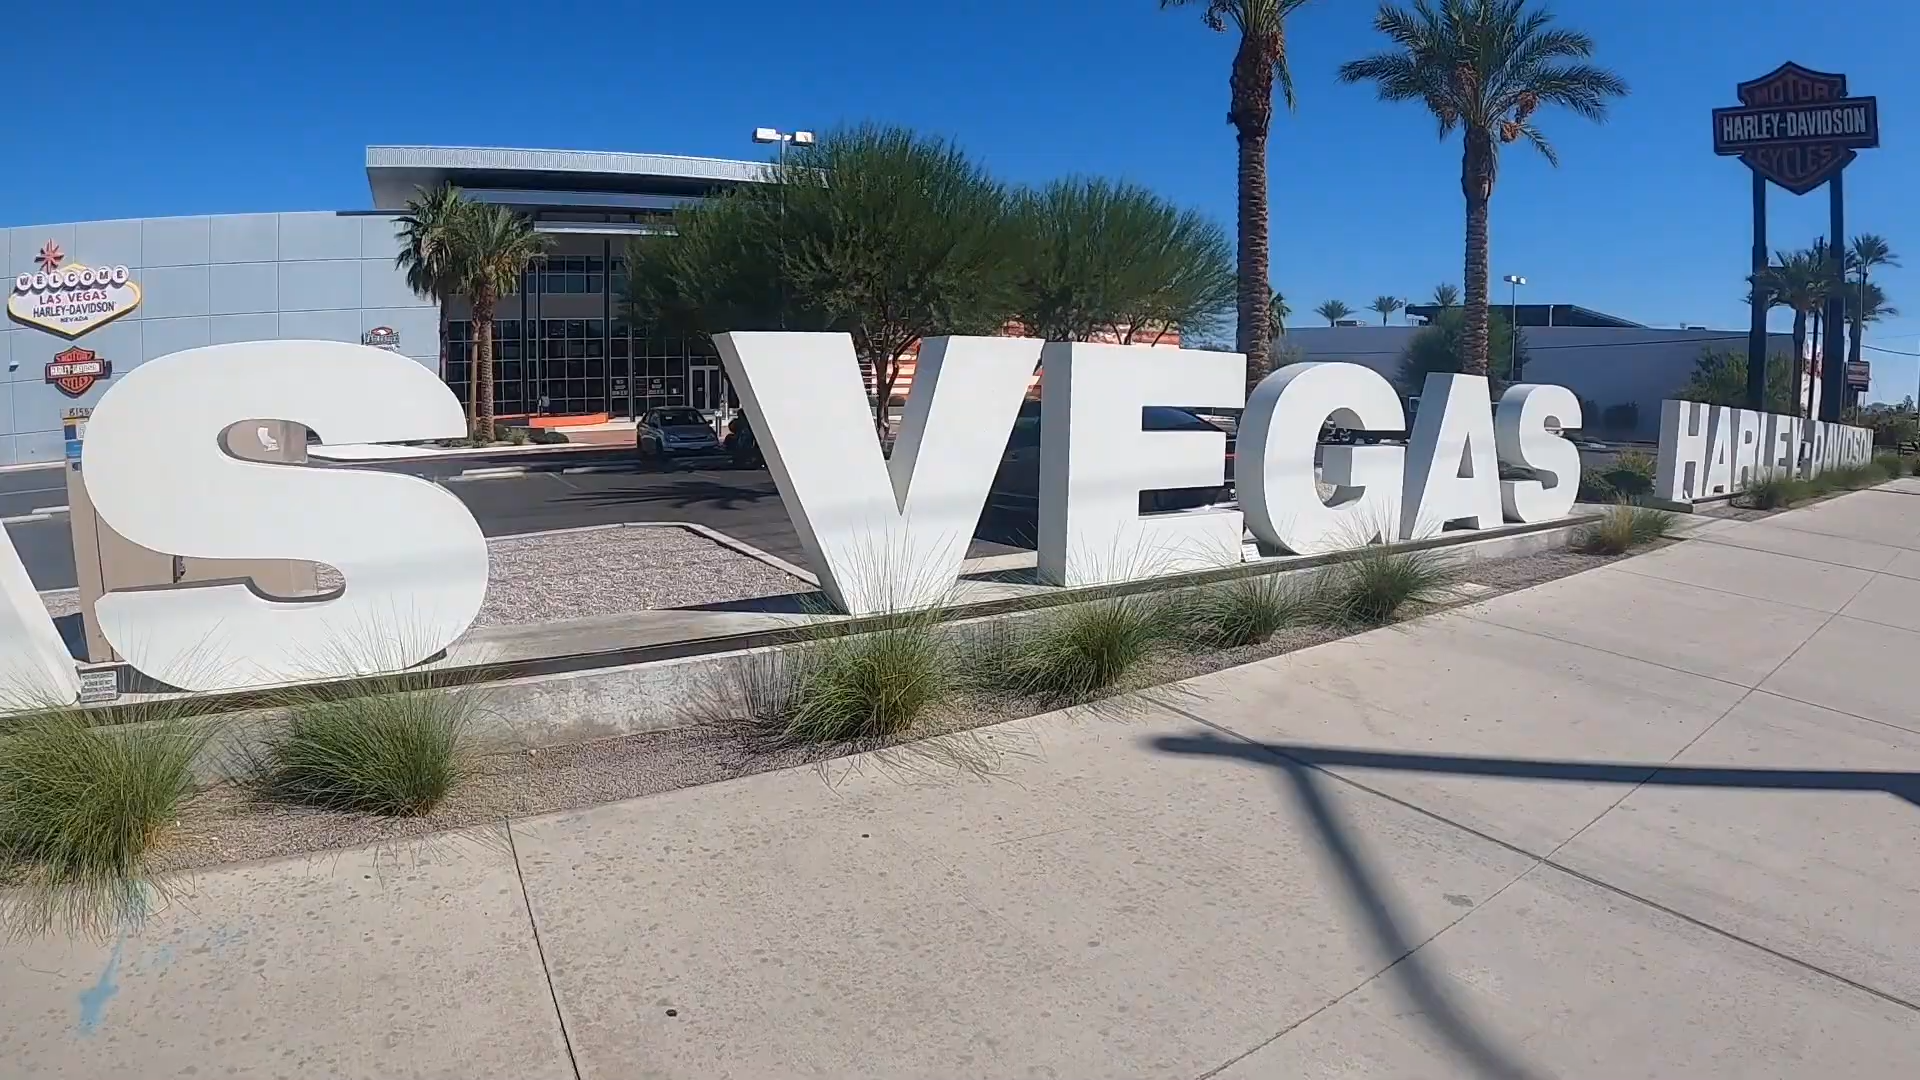 WELCOME
LAS VEGAS
HARLEY-DAVIDSON
NEVADA
MOTOR
HARLEY-DAVIDSON
CYCLES
AS VEGAS
HARLEY-DAVIDSON
MOTOR
HARLEY-DAVIDSON
CYCLES